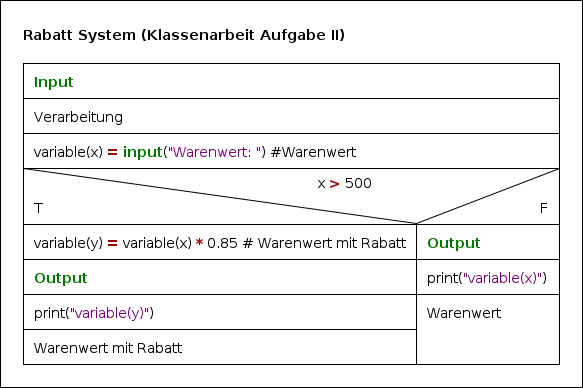 Rabatt System (Klassenarbeit Aufgabe II)
Input
Verarbeitung
variable(x) = input("Warenwert: ") #Warenwert
x > 500
T
F
variable(y) = variable(x) * 0.85 # Warenwert mit Rabatt
Output
print("variable(y)")
Warenwert mit Rabatt
Output
print("variable(x)")
Warenwert